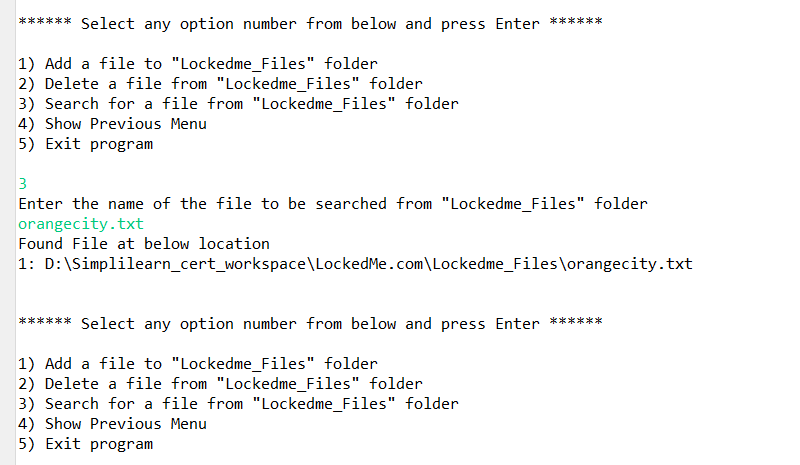 ****** Select any option number from below and press Enter ******
1) Add a file to "Lockedme_Files" folder
2) Delete a file from "Lockedme_Files" folder
3) Search for a file from "Lockedme_Files" folder
4) Show Previous Menu
5) Exit program
3
Enter the name of the file to be searched from "Lockedme_Files" folder
orangecity.txt
Found File at below location
1: D:\Simplilearn_cert_workspace\LockedMe.com\Lockedme_Files\orangecity.txt
****** Select any option number from below and press Enter ******
1) Add a file to "Lockedme_Files" folder
2) Delete a file from "Lockedme_Files" folder
3) Search for a file from "Lockedme_Files" folder
4) Show Previous Menu
5) Exit program